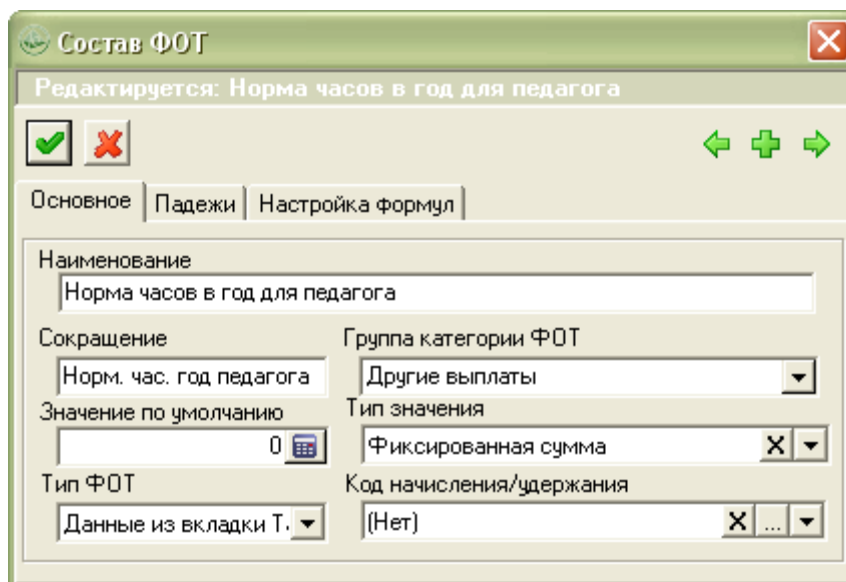 Состав ФОТ
Редактируется: Норма часов в год для педагога
Основное Падежи Настройка формул
Наименование
Норма часов в год для педагога
Сокращение Группа категории ФОТ
Норм. час. год педагога Другие выплаты
Значение по умолчанию Тип значения
0 Фиксированная сумма
Тип ФОТ Код начисления/удержания
Данные из вкладки (Нет) ...